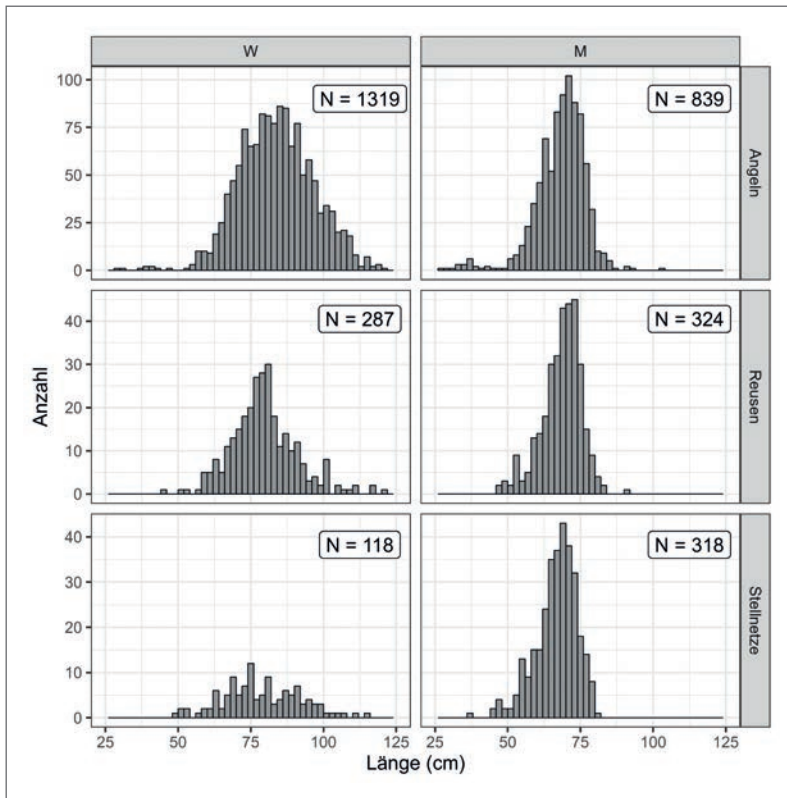 W
M
N = 1319
N = 839
Angeln
100
75
50
25
0
N = 287
N = 324
Reusen
40
30
20
10
0
N = 118
N = 318
Stellnetze
40
30
20
10
0
Anzahl
25 50 75 100 125
25 50 75 100 125
Länge (cm)